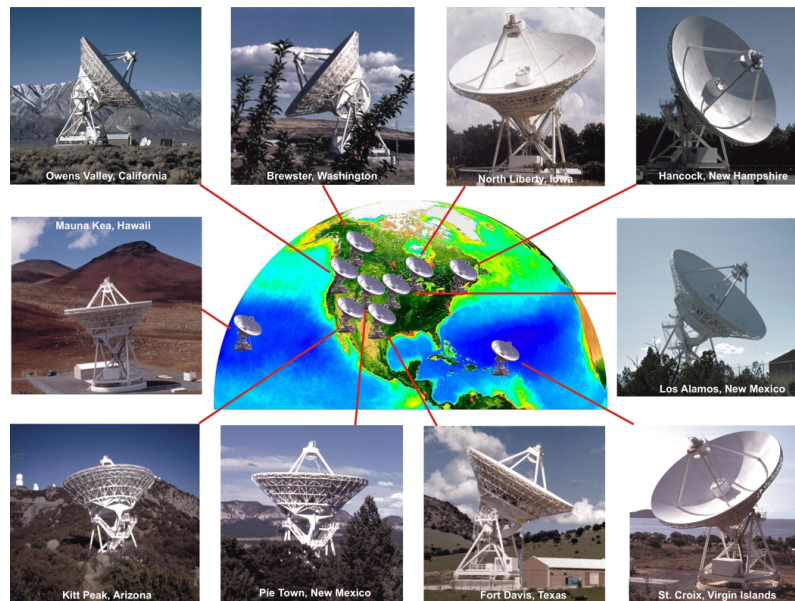 Owens Valley, California
Brewster, Washington
North Liberty, Iowa
Hancock, New Hampshire
Mauna Kea, Hawaii
Los Alamos, New Mexico
Kitt Peak, Arizona
Pie Town, New Mexico
Fort Davis, Texas
St. Croix, Virgin Islands